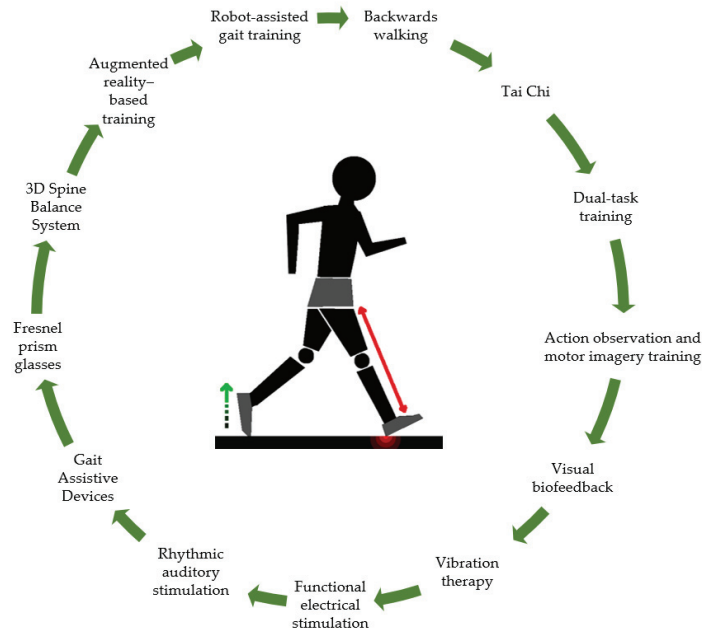 Robot-assisted
gait training
Backwards
walking
Tai Chi
Dual-task
training
Action observation and
motor imagery training
Visual
biofeedback
Vibration
therapy
Functional
electrical
stimulation
Rhythmic
auditory
stimulation
Gait
Assistive
Devices
Fresnel
prism
glasses
3D Spine
Balance
System
Augmented
reality–
based
training